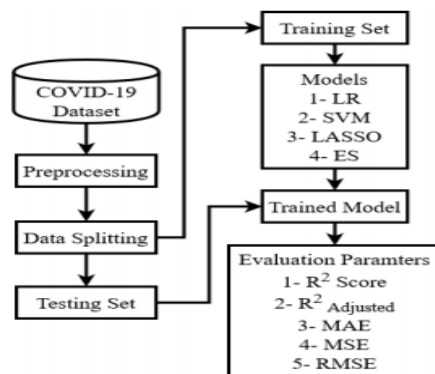 COVID-19
Dataset
Preprocessing
Data Splitting
Testing Set
Training Set
Models
1- LR
2- SVM
3- LASSO
4- ES
Trained Model
Evaluation Paramters
1- R² Score
2- R² Adjusted
3- MAE
4- MSE
5- RMSE